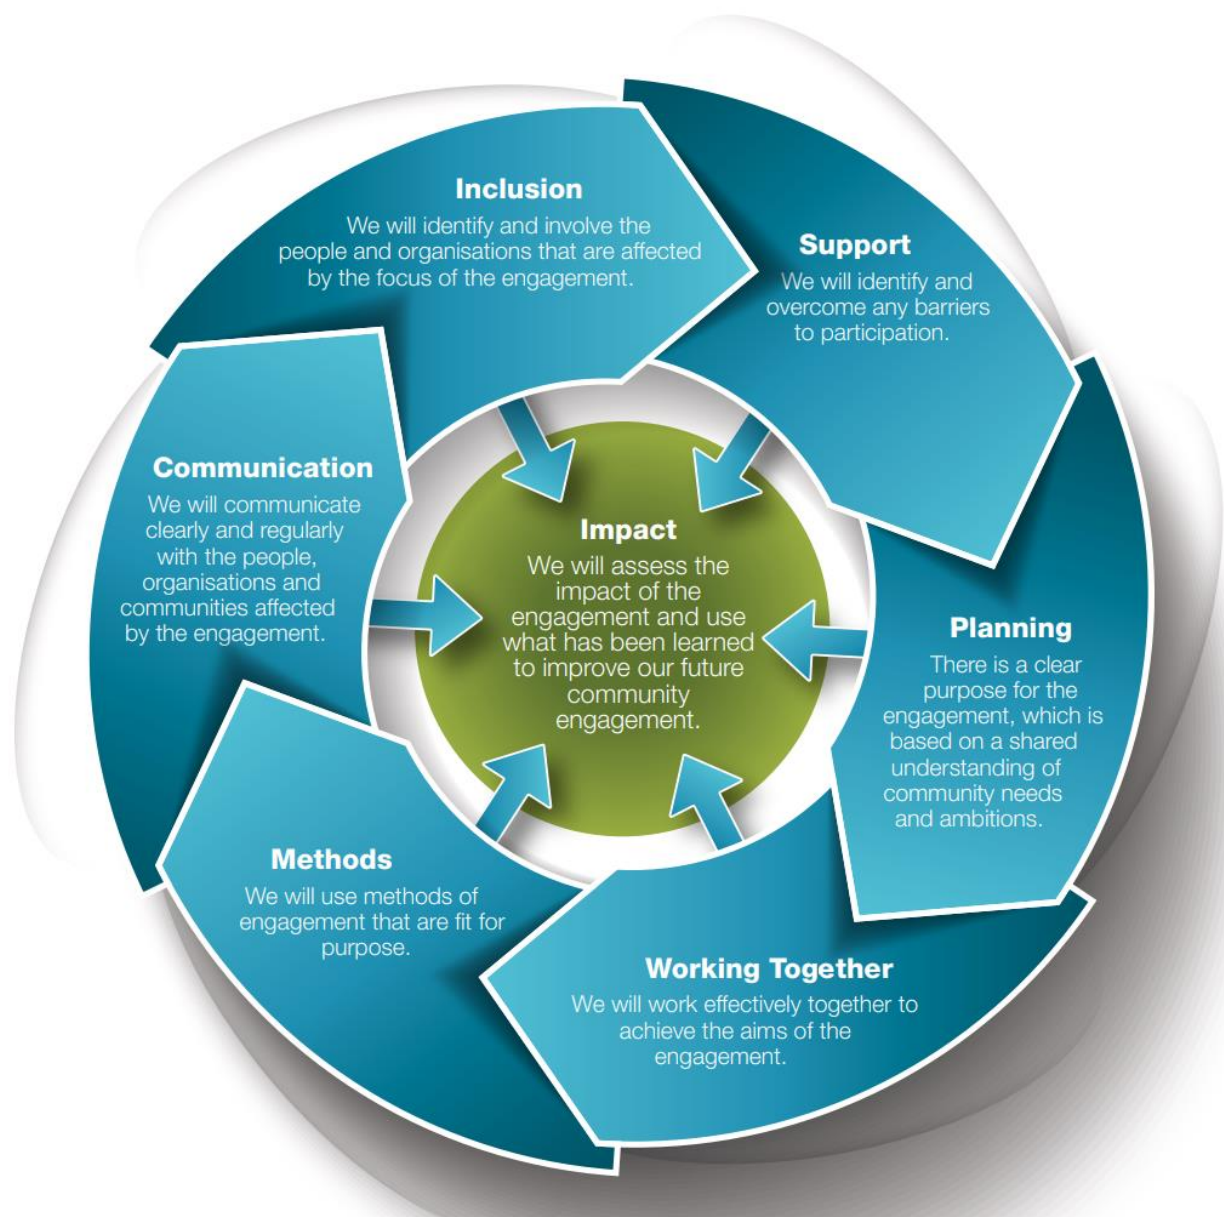 Inclusion
We will identify and involve the
people and organisations that are affected
by the focus of the engagement.
Support
We will identify and
overcome any barriers
to participation.
Planning
There is a clear
purpose for the
engagement, which is
based on a shared
understanding of
community needs
and ambitions.
Working Together
We will work effectively together to
achieve the aims of the
engagement.
Methods
We will use methods of
engagement that are fit for
purpose.
Communication
We will communicate
clearly and regularly
with the people,
organisations and
communities affected
by the engagement.
Impact
We will assess the
impact of the
engagement and use
what has been learned
to improve our future
community
engagement.